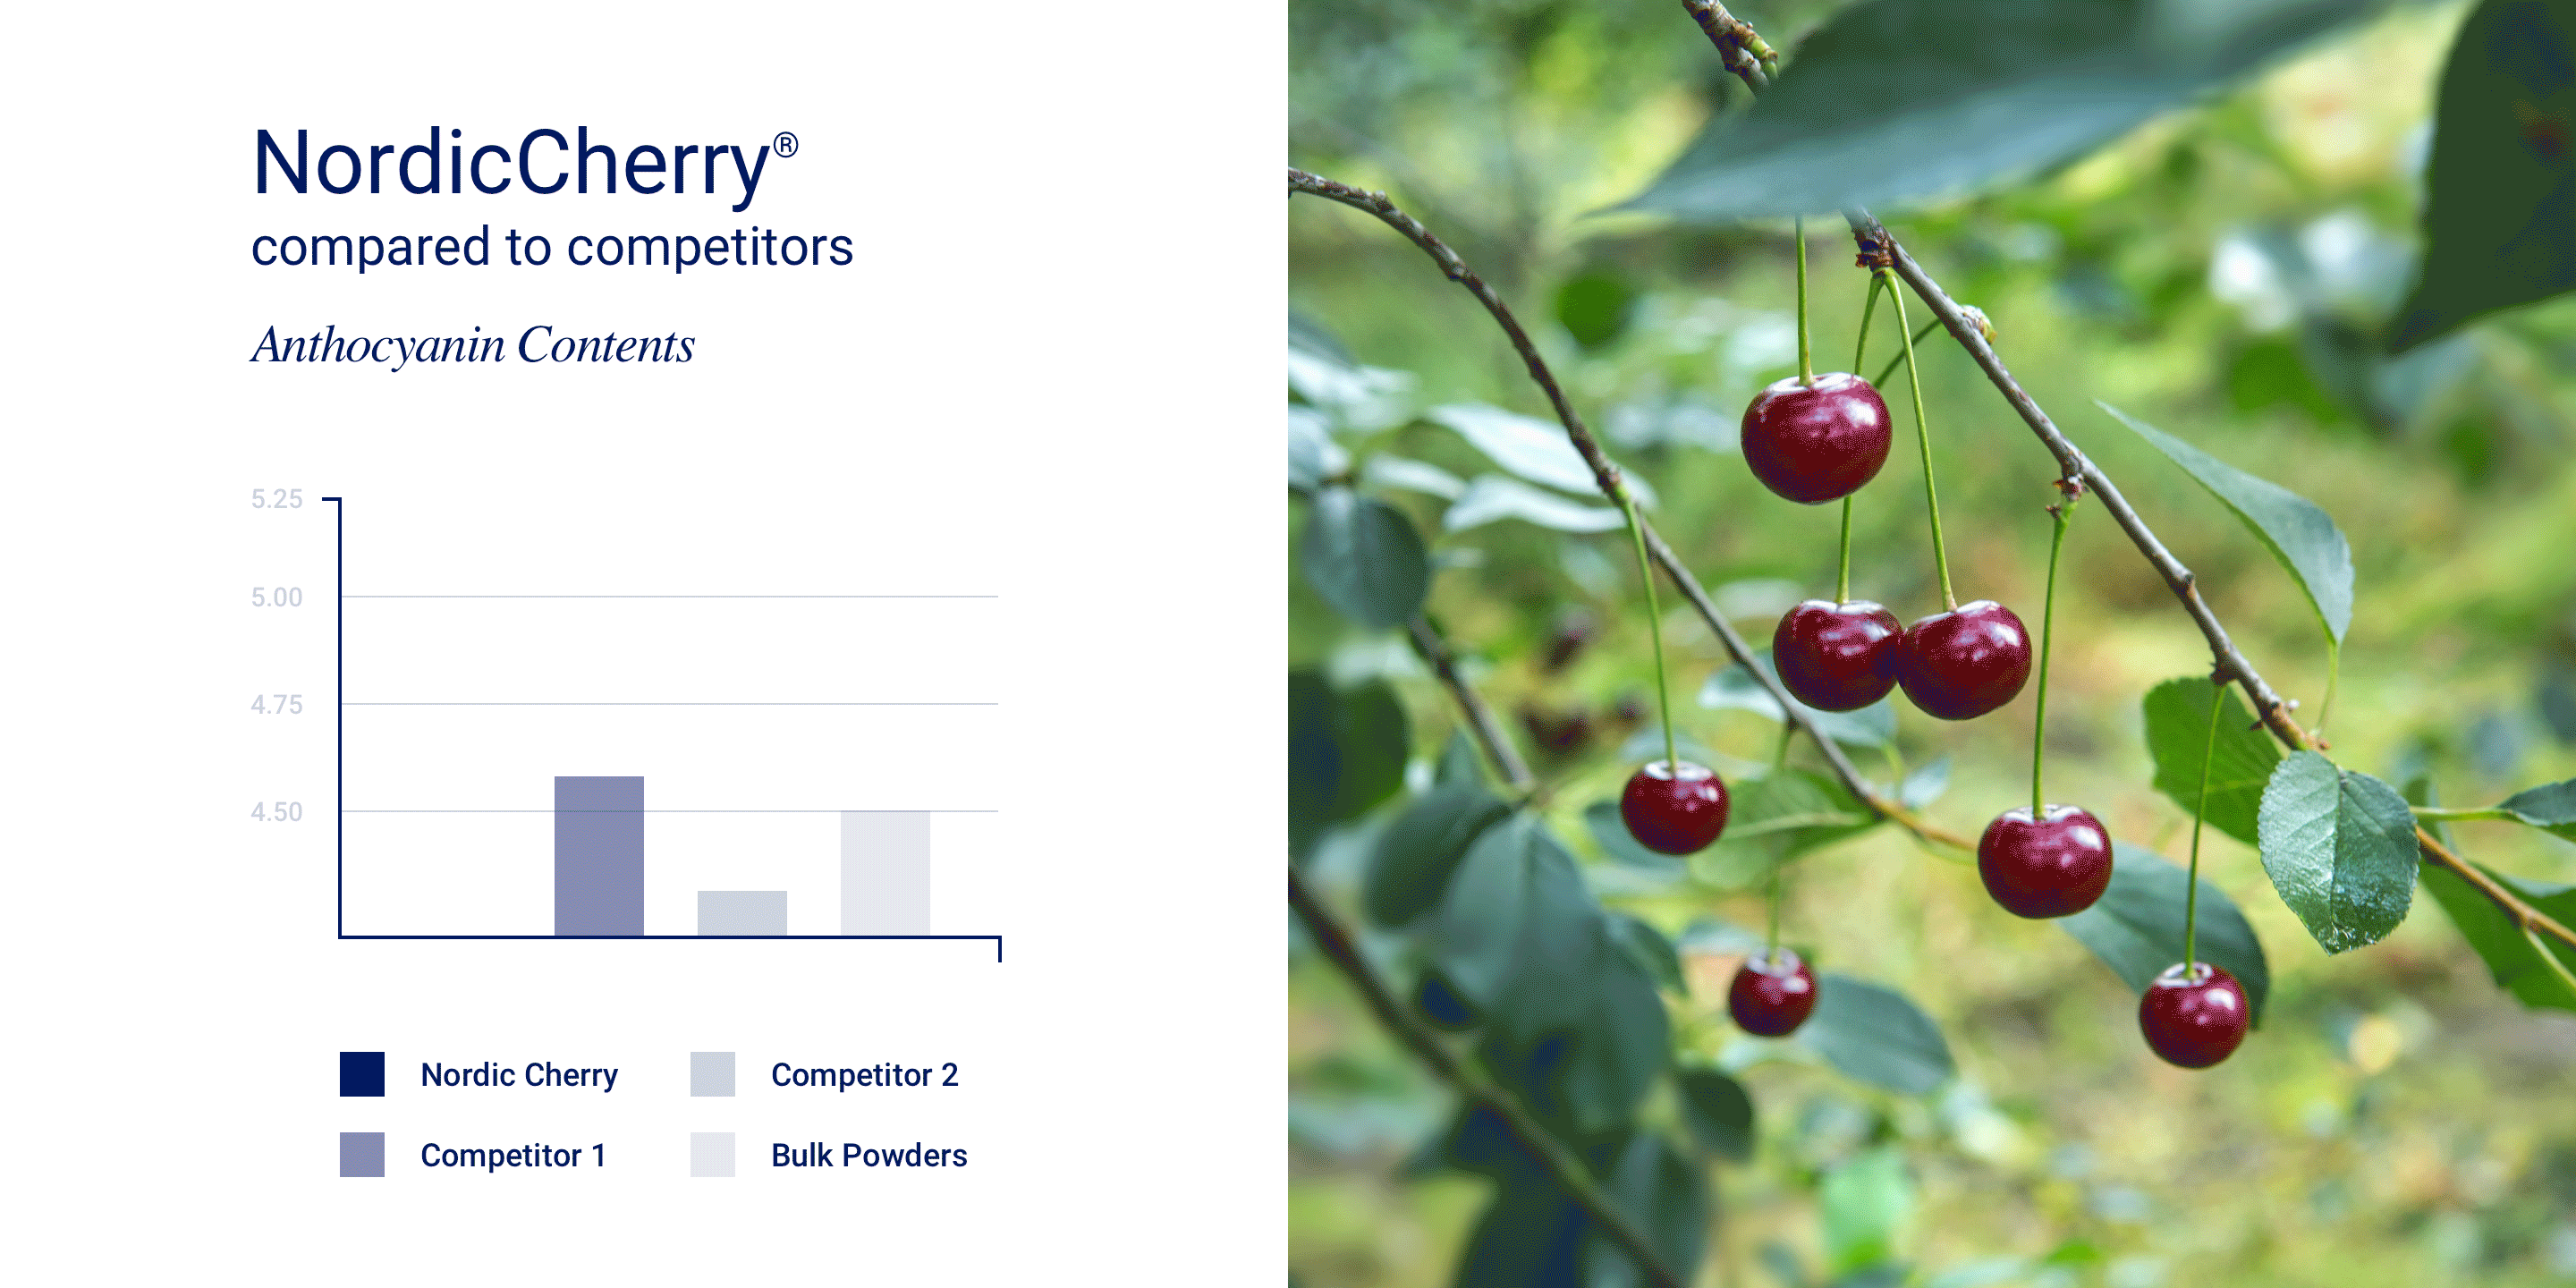 NordicCherry®
compared to competitors
Anthocyanin Contents
5.25
5.00
4.75
4.50
Nordic Cherry
Competitor 2
Competitor 1
Bulk Powders